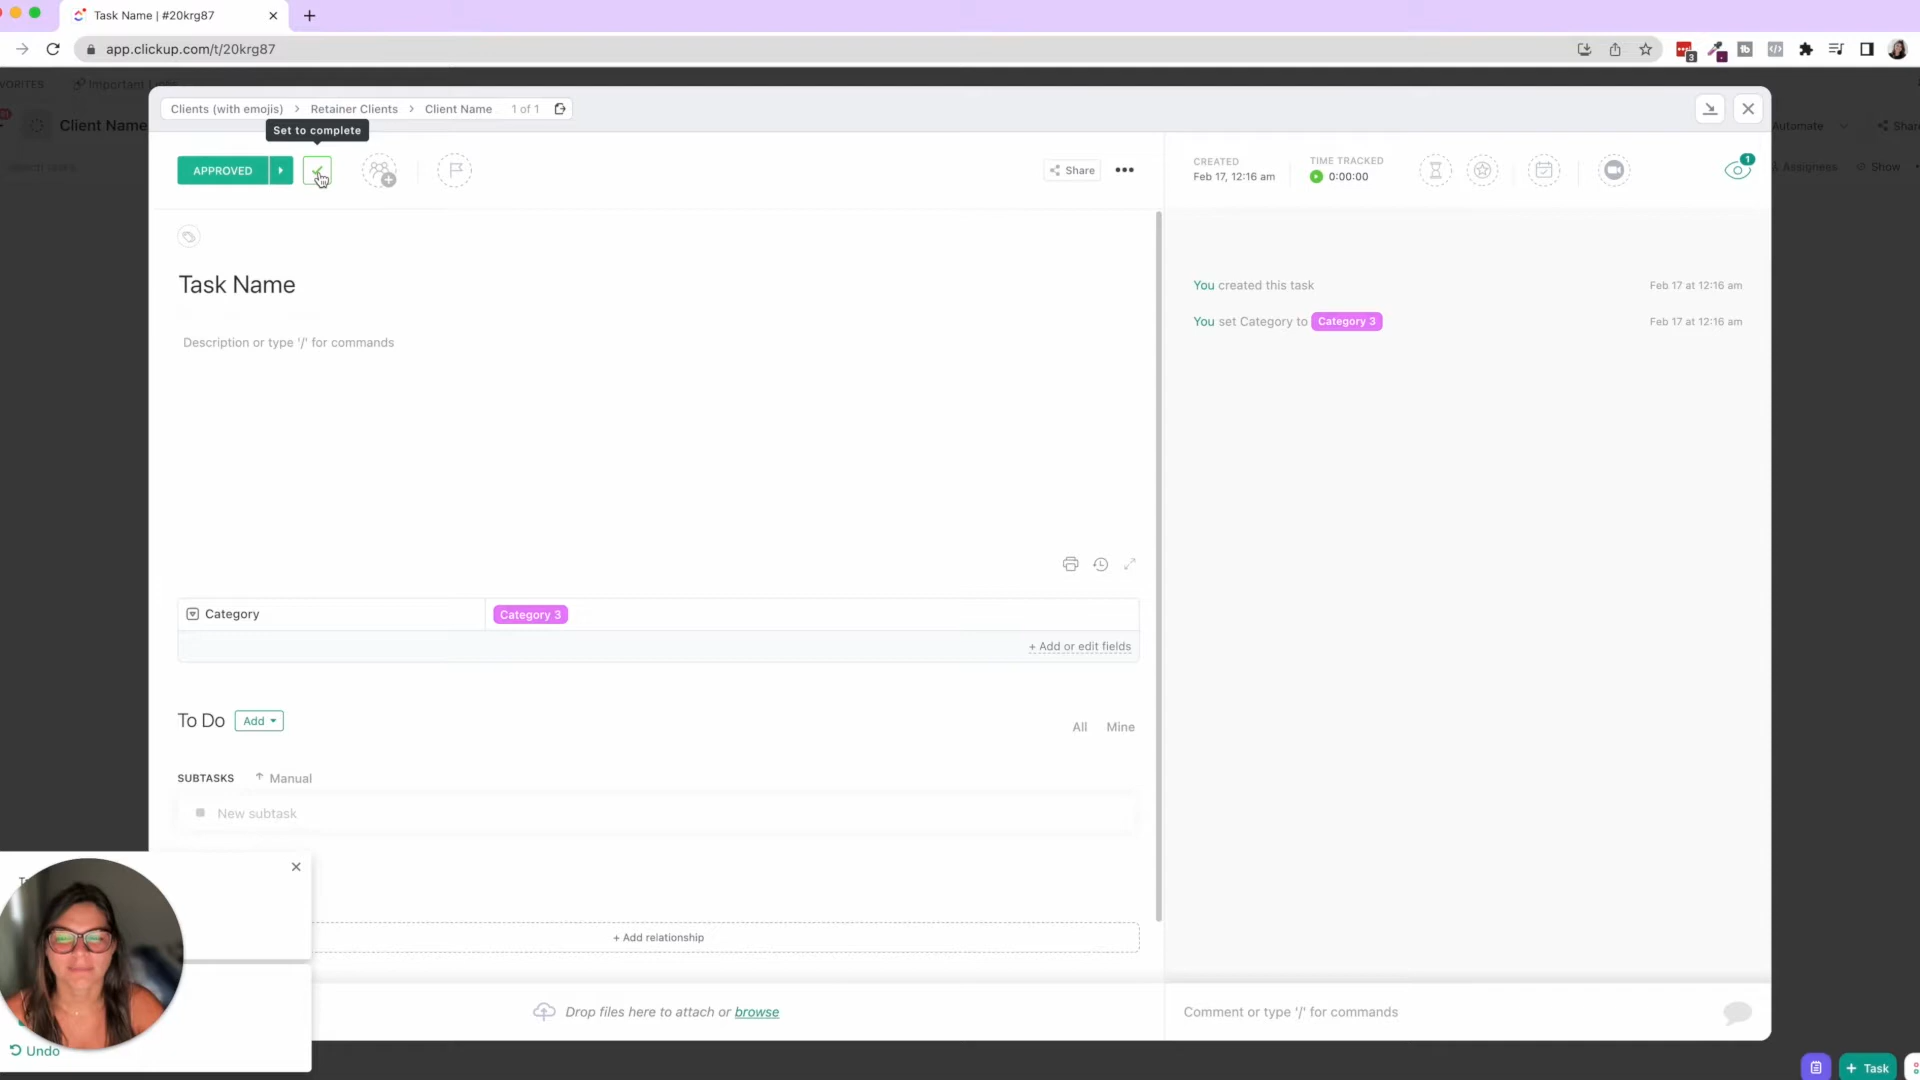 Task Name | #20krg87
app.clickup.com/t/20krg87
3
VORITES
Important Links
Client Name
Automate
Share
Assignees
Show
Clients (with emojis) > Retainer Clients > Client Name 1 of 1
Set to complete
APPROVED
Share
CREATED
Feb 17, 12:16 am
TIME TRACKED
0:00:00
1
Task Name
Description or type '/' for commands
You created this task
Feb 17 at 12:16 am
You set Category to Category 3
Feb 17 at 12:16 am
Category
Category 3
+ Add or edit fields
To Do
Add
All
Mine
SUBTASKS
Manual
New subtask
+ Add relationship
Drop files here to attach or browse
Comment or type '/' for commands
Undo
+ Task